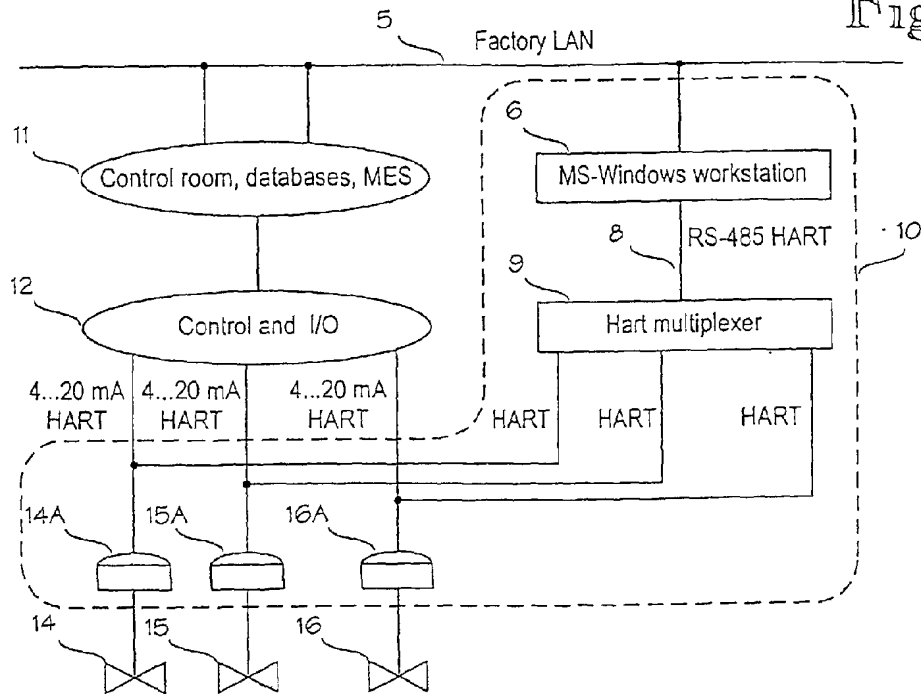 Fig
5
Factory LAN
11
6
Control room, databases, MES
MS-Windows workstation
8
RS-485 HART
10
12
9
Control and I/O
Hart multiplexer
4...20 mA
HART
4...20 mA
HART
4...20 mA
HART
HART
HART
HART
14A
15A
16A
14
15
16